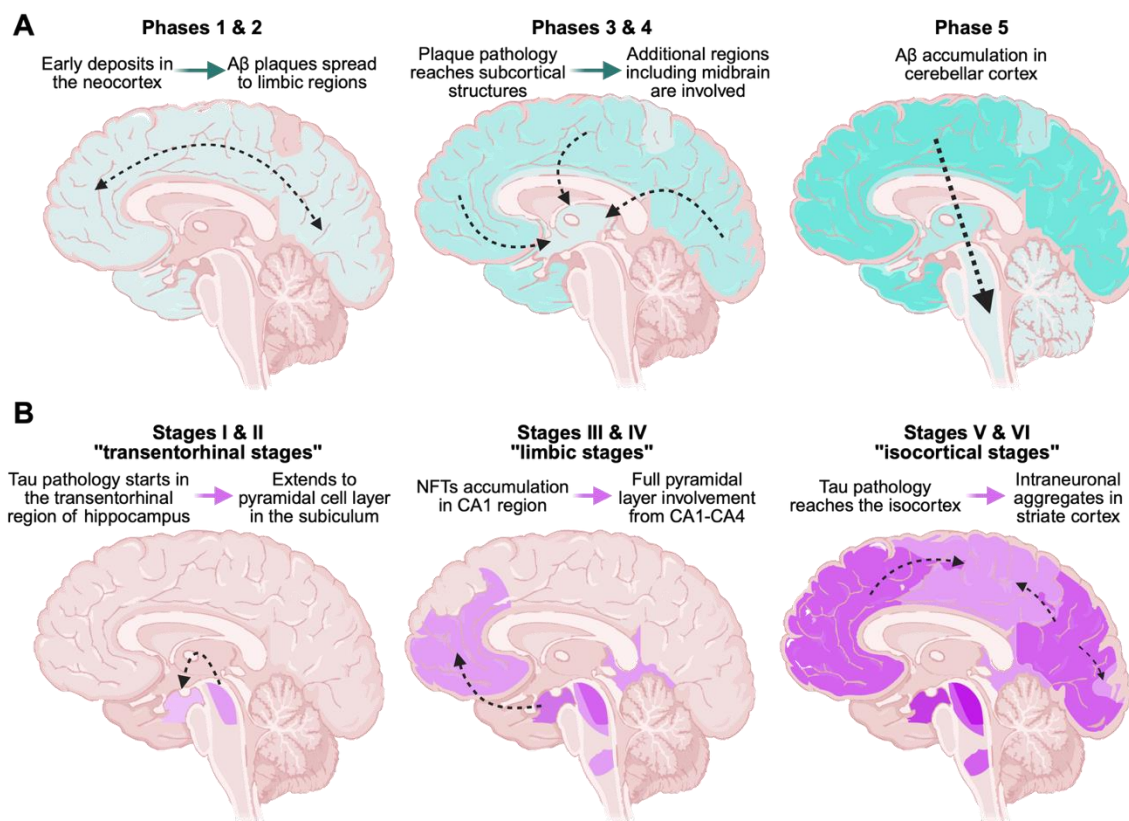 A
Phases 1 & 2
Early deposits in
the neocortex
Aβ plaques spread
to limbic regions
Phases 3 & 4
Plaque pathology
reaches subcortical
structures
Additional regions
including midbrain
are involved
Phase 5
Aβ accumulation in
cerebellar cortex
B
Stages I & II
"transentorhinal stages"
Tau pathology starts in
the transentorhinal
region of hippocampus
Extends to
pyramidal cell layer
in the subiculum
Stages III & IV
"limbic stages"
NFTs accumulation
in CA1 region
Full pyramidal
layer involvement
from CA1-CA4
Stages V & VI
"isocortical stages"
Tau pathology
reaches the isocortex
Intraneuronal
aggregates in
striate cortex